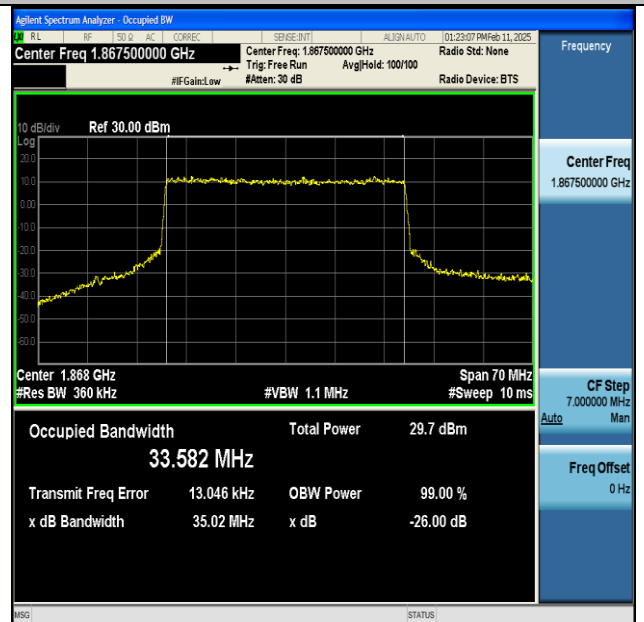 Agilent Spectrum Analyzer - Occupied BW
LXI RL RF 50 Ω AC CORREC SENSE:INT ALIGN AUTO 01:23:07 PM Feb 11, 2025
Center Freq 1.867500000 GHz Center Freq: 1.867500000 GHz Radio Std: None
Trig: Free Run Avg|Hold: 100/100
#IFGain:Low #Atten: 30 dB Radio Device: BTS
10 dB/div Ref 30.00 dBm
Log
20.0
10.0
0.00
-10.0
-20.0
-30.0
-40.0
-60.0
Center 1.868 GHz Span 70 MHz
#Res BW 360 kHz #VBW 1.1 MHz #Sweep 10 ms
Occupied Bandwidth Total Power 29.7 dBm
33.582 MHz
Transmit Freq Error 13.046 kHz OBW Power 99.00 %
x dB Bandwidth 35.02 MHz x dB -26.00 dB
Frequency
Center Freq
1.867500000 GHz
CF Step
7.000000 MHz
Auto Man
Freq Offset
0 Hz
MSG STATUS